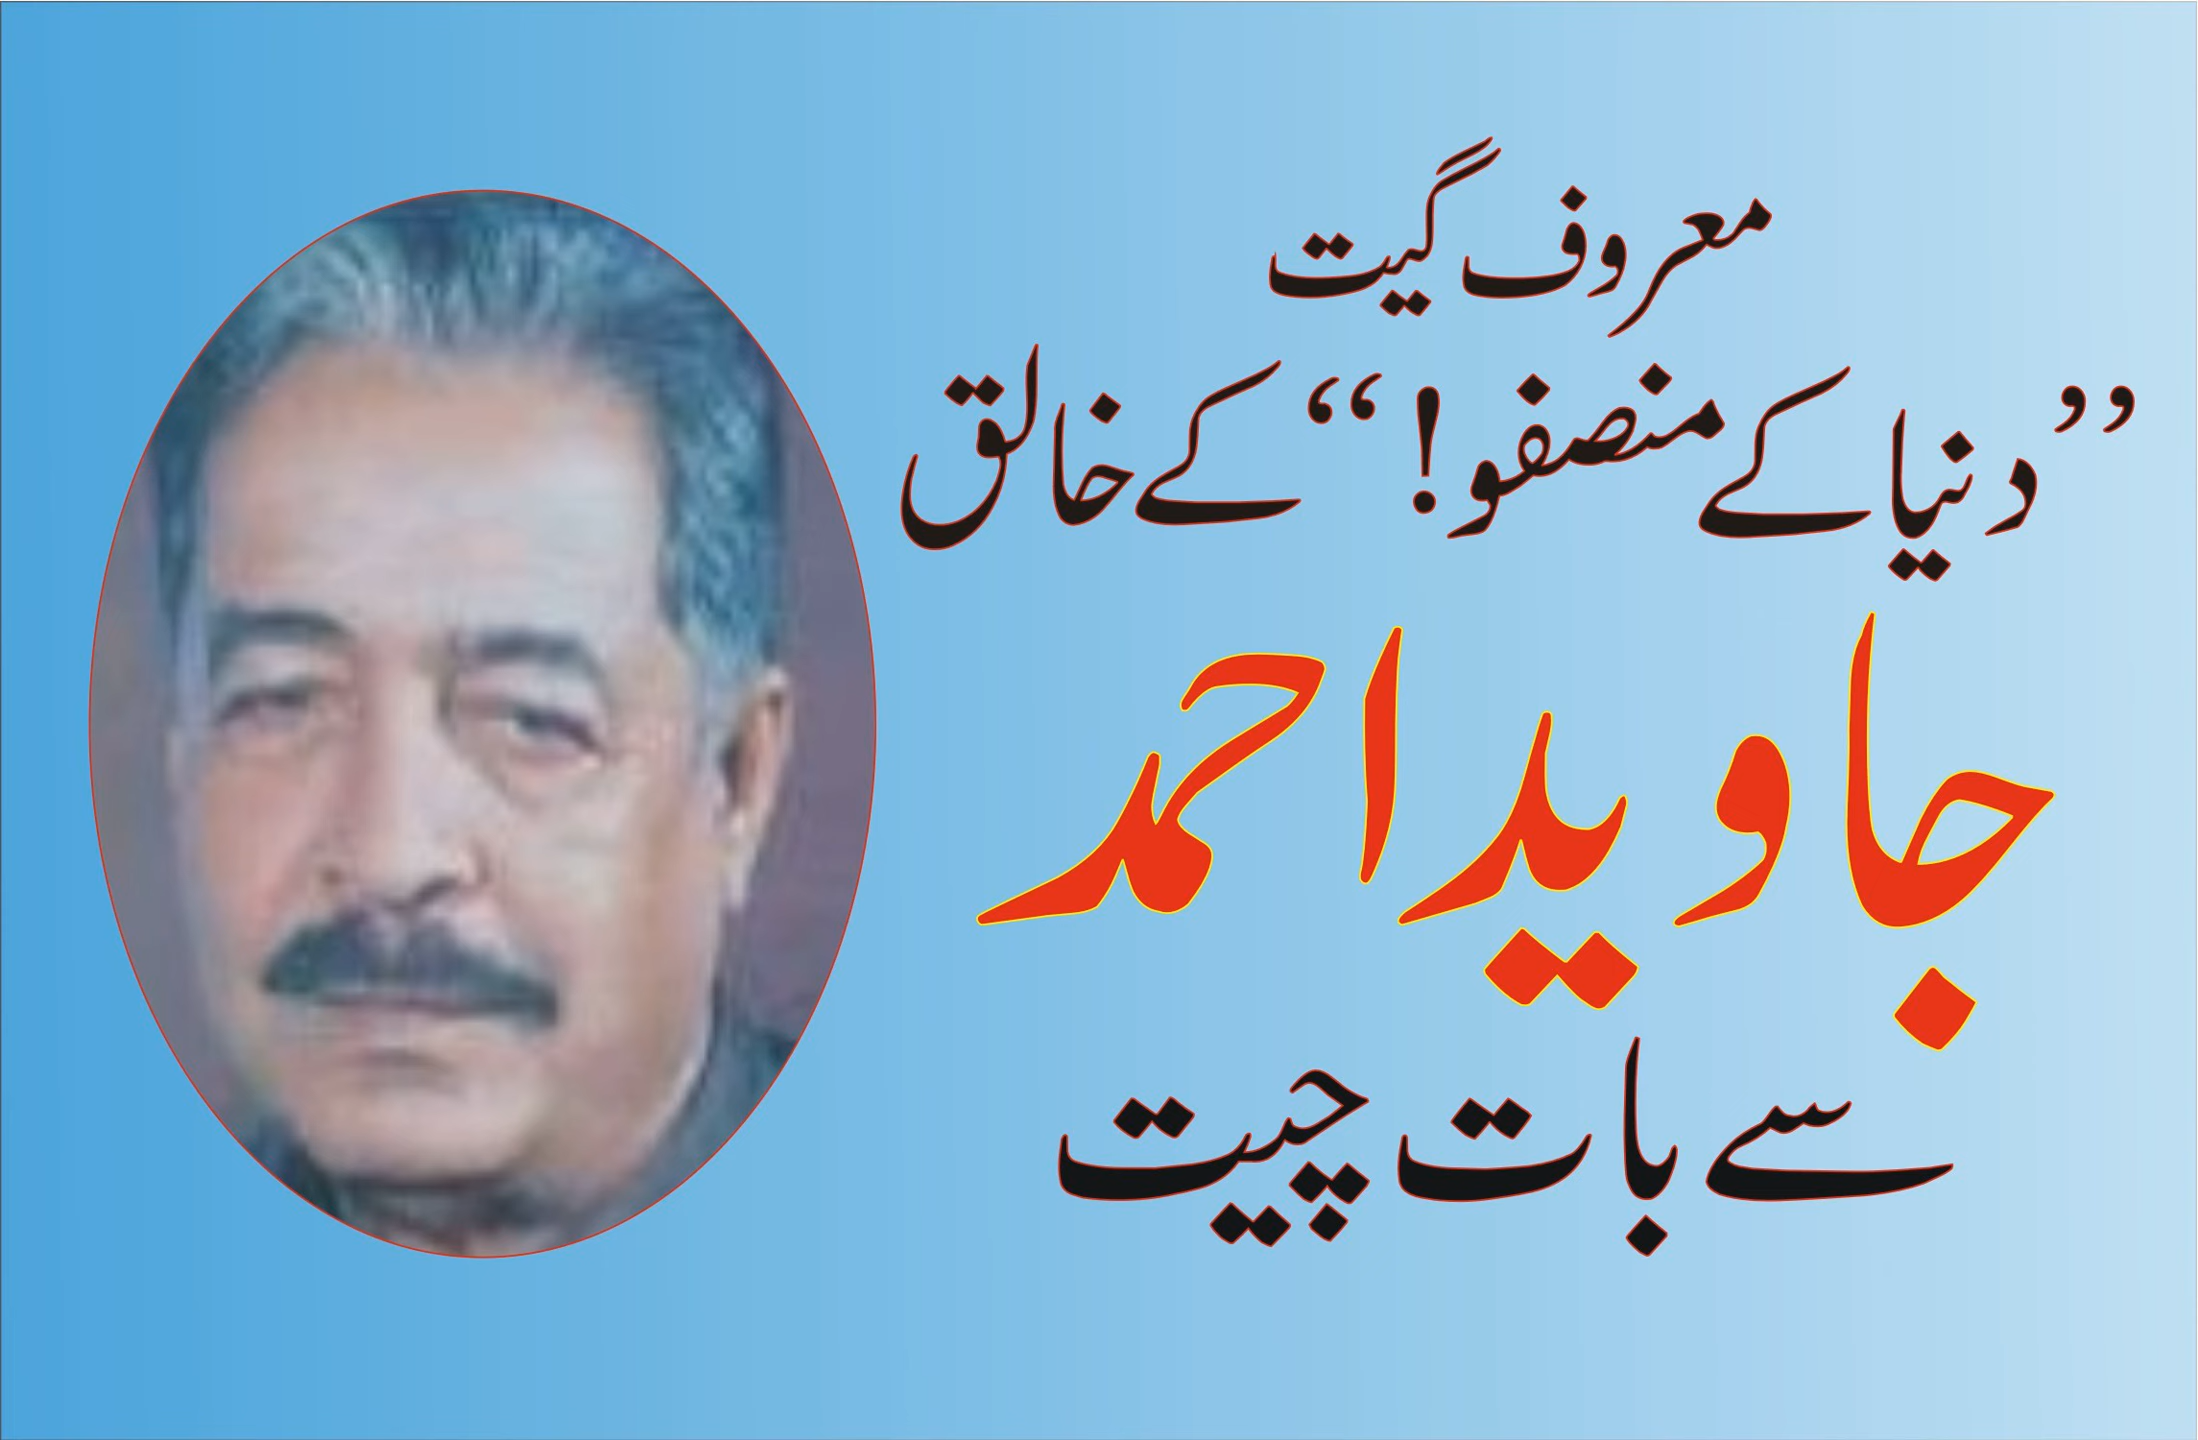 معروف گیت
”دنیا کے منصفو!“ کے خالق
جاوید احمد
سے بات چیت